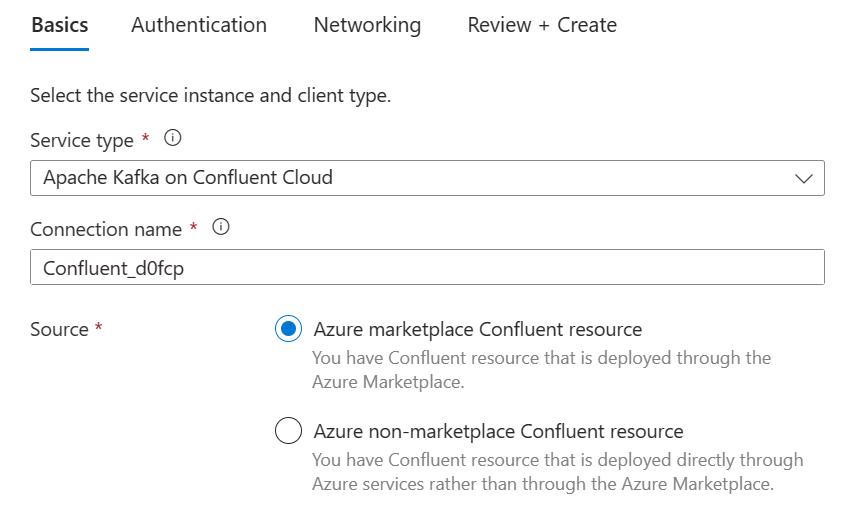 Basics Authentication Networking Review + Create
Select the service instance and client type.
Service type *
Apache Kafka on Confluent Cloud
Connection name *
Confluent_d0fcp
Source *
Azure marketplace Confluent resource
You have Confluent resource that is deployed through the
Azure Marketplace.
Azure non-marketplace Confluent resource
You have Confluent resource that is deployed directly through
Azure services rather than through the Azure Marketplace.